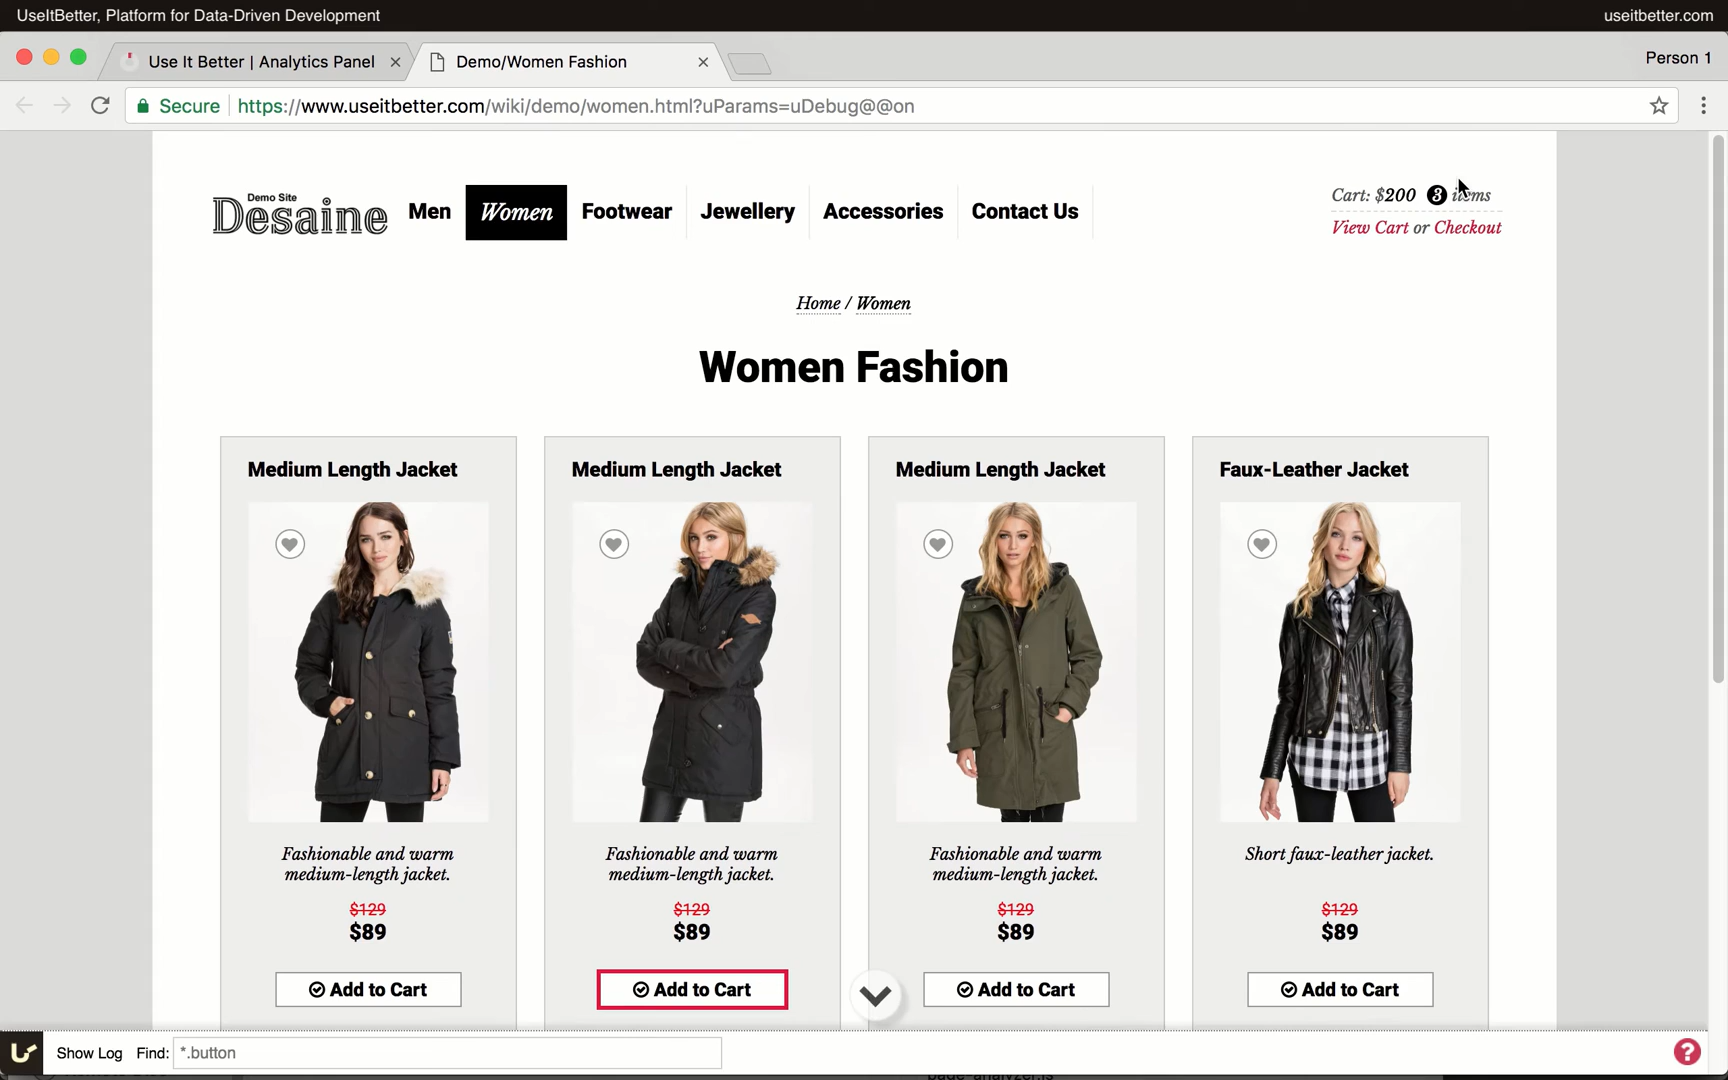 UseItBetter, Platform for Data-Driven Development
useitbetter.com
Use It Better | Analytics Panel
Demo/Women Fashion
Person 1
Secure
https://www.useitbetter.com/wiki/demo/women.html?uParams=uDebug@@on
Demo Site
Desaine
Men
Women
Footwear
Jewellery
Accessories
Contact Us
Cart: $200 3 items
View Cart or Checkout
Home / Women
Women Fashion
Medium Length Jacket
Medium Length Jacket
Medium Length Jacket
Faux-Leather Jacket
Fashionable and warm
medium-length jacket.
Fashionable and warm
medium-length jacket.
Fashionable and warm
medium-length jacket.
Short faux-leather jacket.
$129
$89
$129
$89
$129
$89
$129
$89
Add to Cart
Add to Cart
Add to Cart
Add to Cart
Show Log
Find:
*.button
?